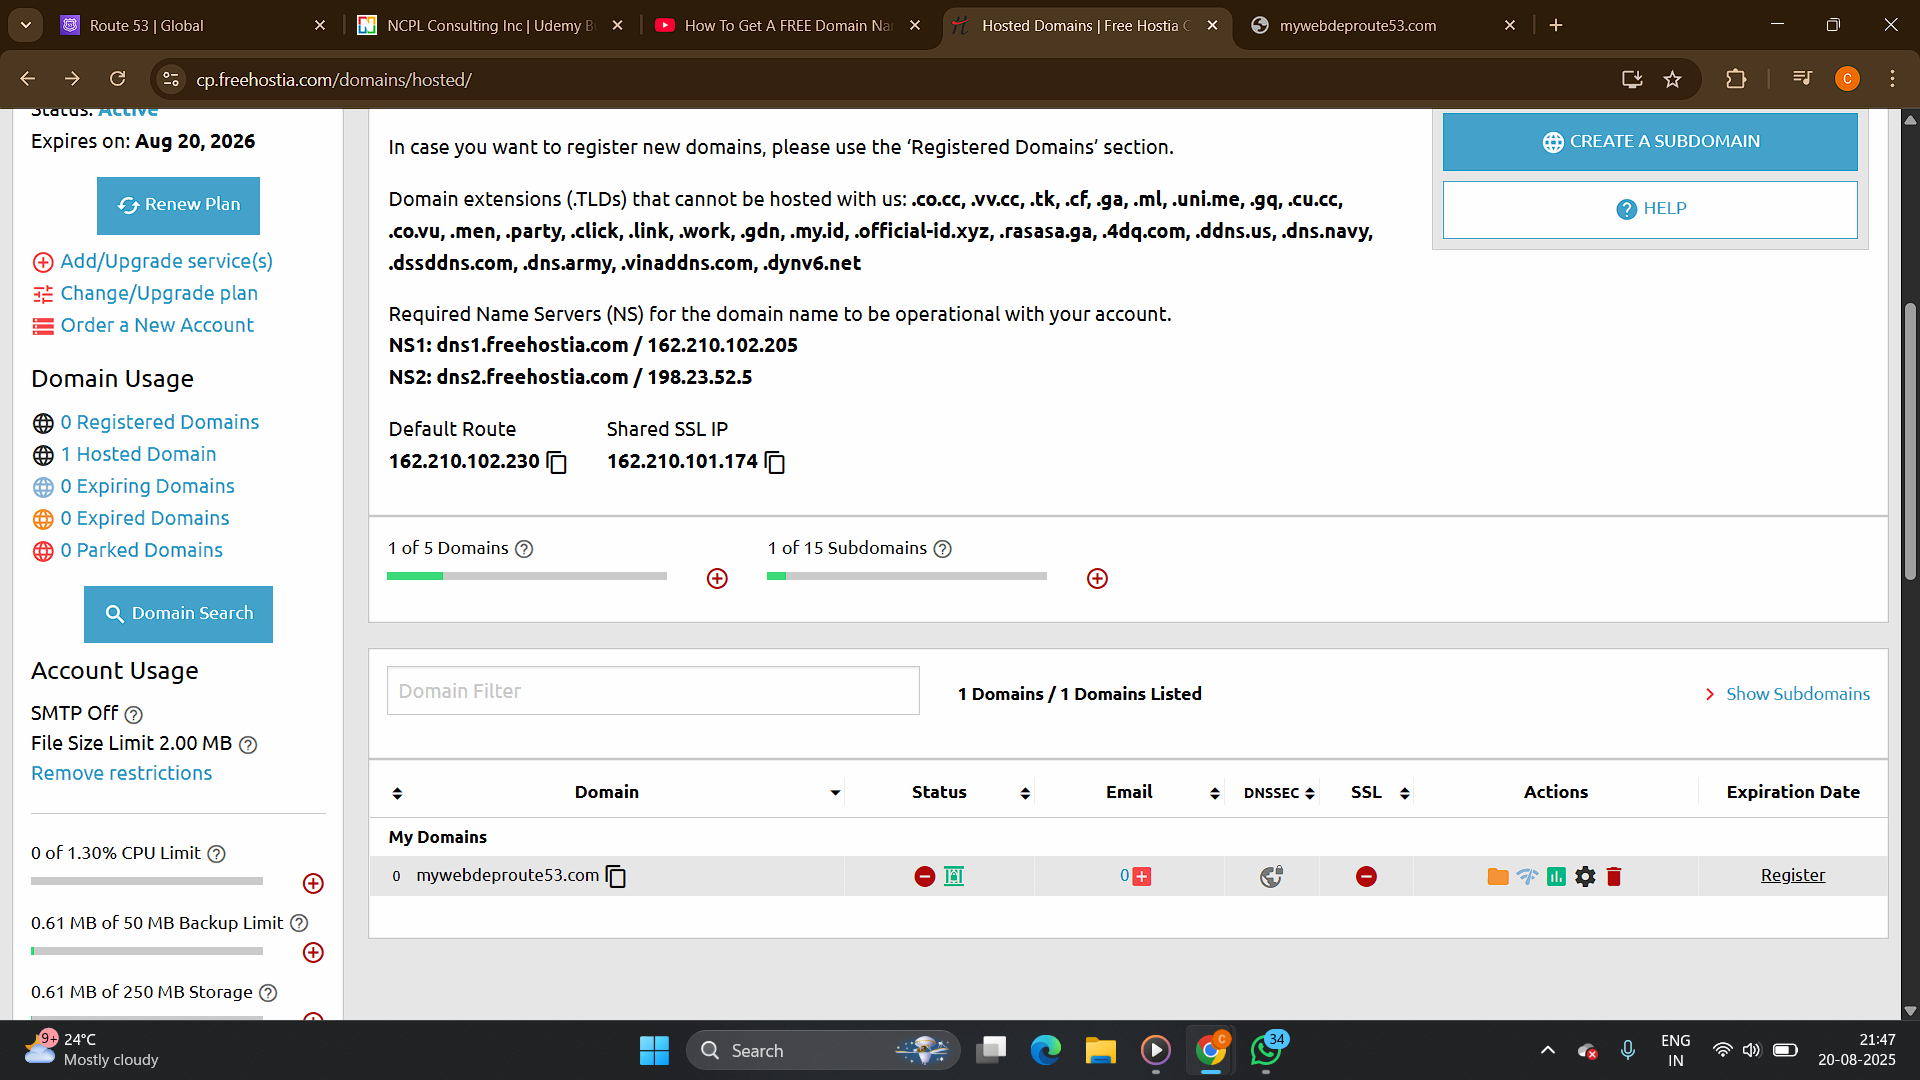 Route 53 | Global
NCPL Consulting Inc | Udemy B
How To Get A FREE Domain Na
Hosted Domains | Free Hostia C
mywebdeproute53.com
cp.freehostia.com/domains/hosted/
C
Status: Active
Expires on: Aug 20, 2026
Renew Plan
Add/Upgrade service(s)
Change/Upgrade plan
Order a New Account
Domain Usage
0 Registered Domains
1 Hosted Domain
0 Expiring Domains
0 Expired Domains
0 Parked Domains
Domain Search
Account Usage
SMTP Off
File Size Limit 2.00 MB
Remove restrictions
0 of 1.30% CPU Limit
0.61 MB of 50 MB Backup Limit
0.61 MB of 250 MB Storage
In case you want to register new domains, please use the ‘Registered Domains’ section.
Domain extensions (.TLDs) that cannot be hosted with us: .co.cc, .vv.cc, .tk, .cf, .ga, .ml, .uni.me, .gq, .cu.cc,
.co.vu, .men, .party, .click, .link, .work, .gdn, .my.id, .official-id.xyz, .rasasa.ga, .4dq.com, .ddns.us, .dns.navy,
.dssddns.com, .dns.army, .vinaddns.com, .dynv6.net
Required Name Servers (NS) for the domain name to be operational with your account.
NS1: dns1.freehostia.com / 162.210.102.205
NS2: dns2.freehostia.com / 198.23.52.5
Default Route Shared SSL IP
162.210.102.230 162.210.101.174
CREATE A SUBDOMAIN
HELP
1 of 5 Domains 1 of 15 Subdomains
Domain Filter
1 Domains / 1 Domains Listed
Show Subdomains
Domain Status Email DNSSEC SSL Actions Expiration Date
My Domains
0 mywebdeproute53.com 0 Register
9+
24°C
Mostly cloudy
Search
C
34
ENG
IN
21:47
20-08-2025